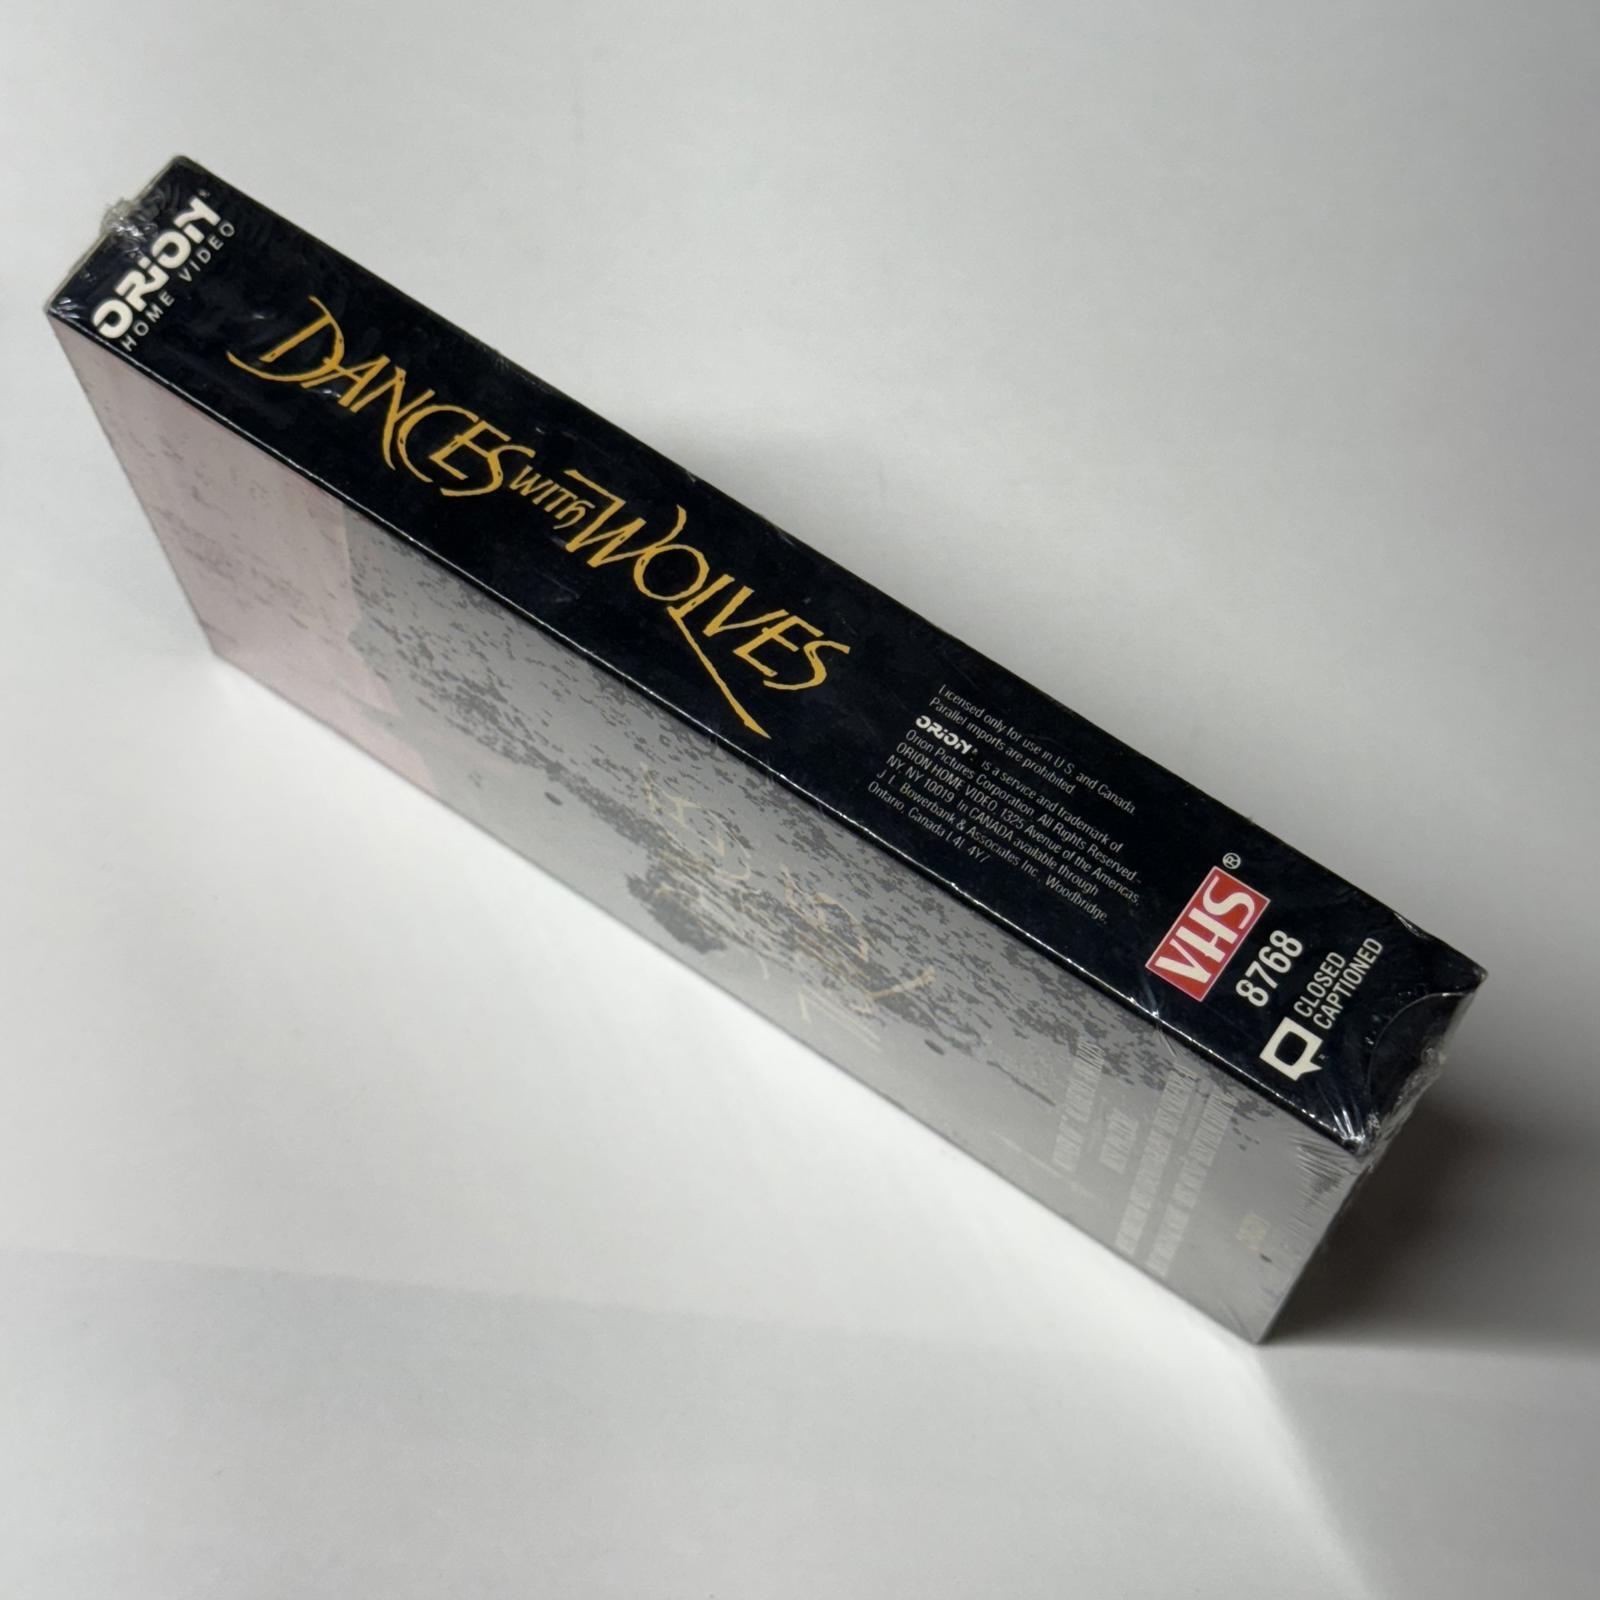 ORION
HOME VIDEO
DANCES WITH WOLVES
Licensed only for use in U.S. and Canada.
Parallel imports are prohibited.
ORION® is a service and trademark of
Orion Pictures Corporation. All Rights Reserved.-
ORION HOME VIDEO, 1325 Avenue of the Americas,
NY, NY 10019. In CANADA available through
J. L. Bowerbank & Associates Inc., Woodbridge,
Ontario, Canada L4L 4Y7
VHS®
8768
CLOSED
CAPTIONED